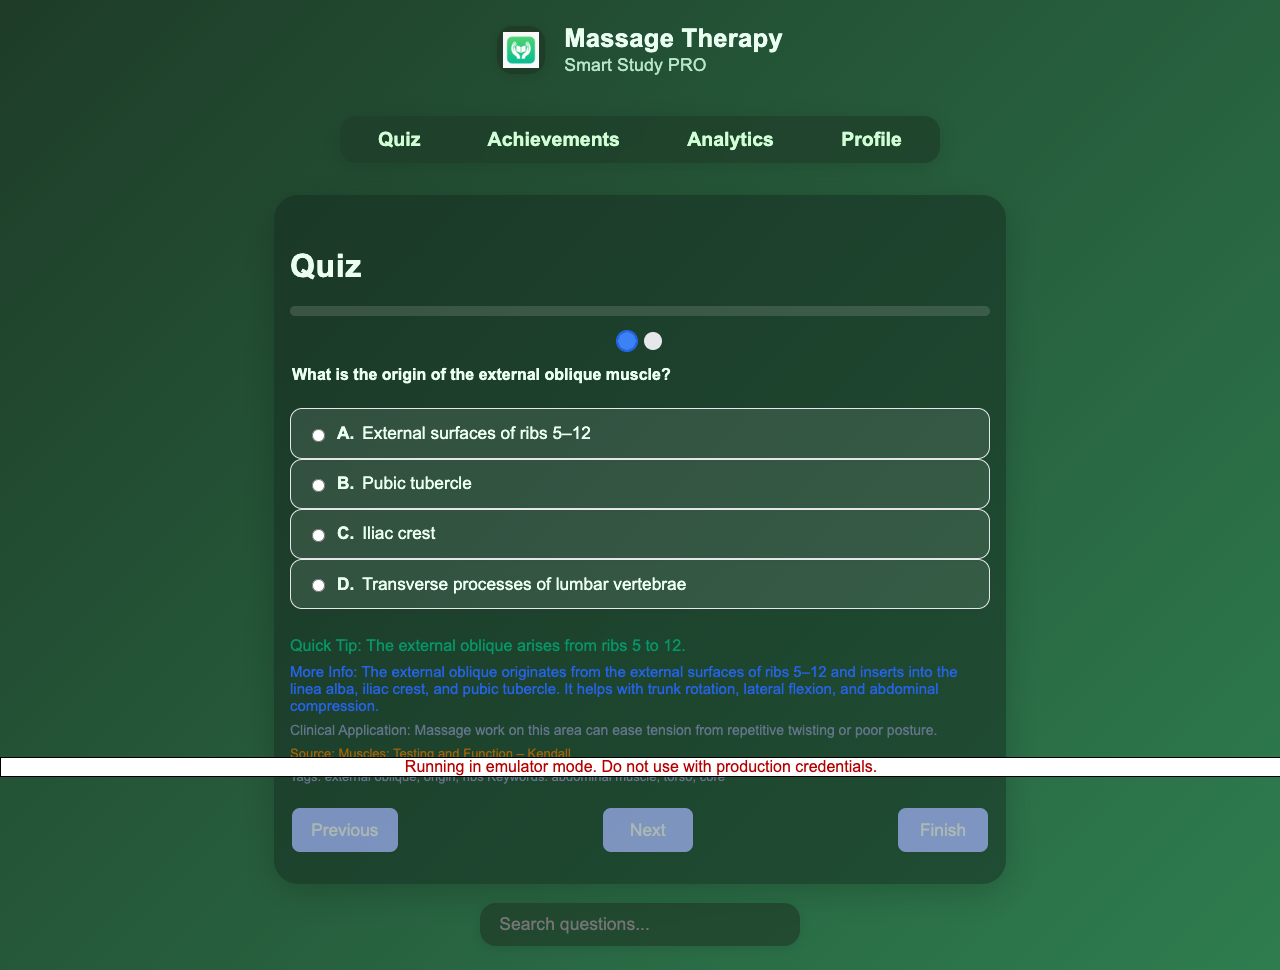 Massage Therapy
Smart Study PRO
Quiz Achievements Analytics Profile
Quiz
What is the origin of the external oblique muscle?
A. External surfaces of ribs 5–12
B. Pubic tubercle
C. Iliac crest
D. Transverse processes of lumbar vertebrae
Quick Tip: The external oblique arises from ribs 5 to 12.
More Info: The external oblique originates from the external surfaces of ribs 5–12 and inserts into the
linea alba, iliac crest, and pubic tubercle. It helps with trunk rotation, lateral flexion, and abdominal
compression.
Clinical Application: Massage work on this area can ease tension from repetitive twisting or poor posture.
Source: Muscles: Testing and Function – Kendall
Running in emulator mode. Do not use with production credentials.
Tags: external oblique, origin, ribs Keywords: abdominal muscle, torso, core
Previous Next Finish
Search questions...